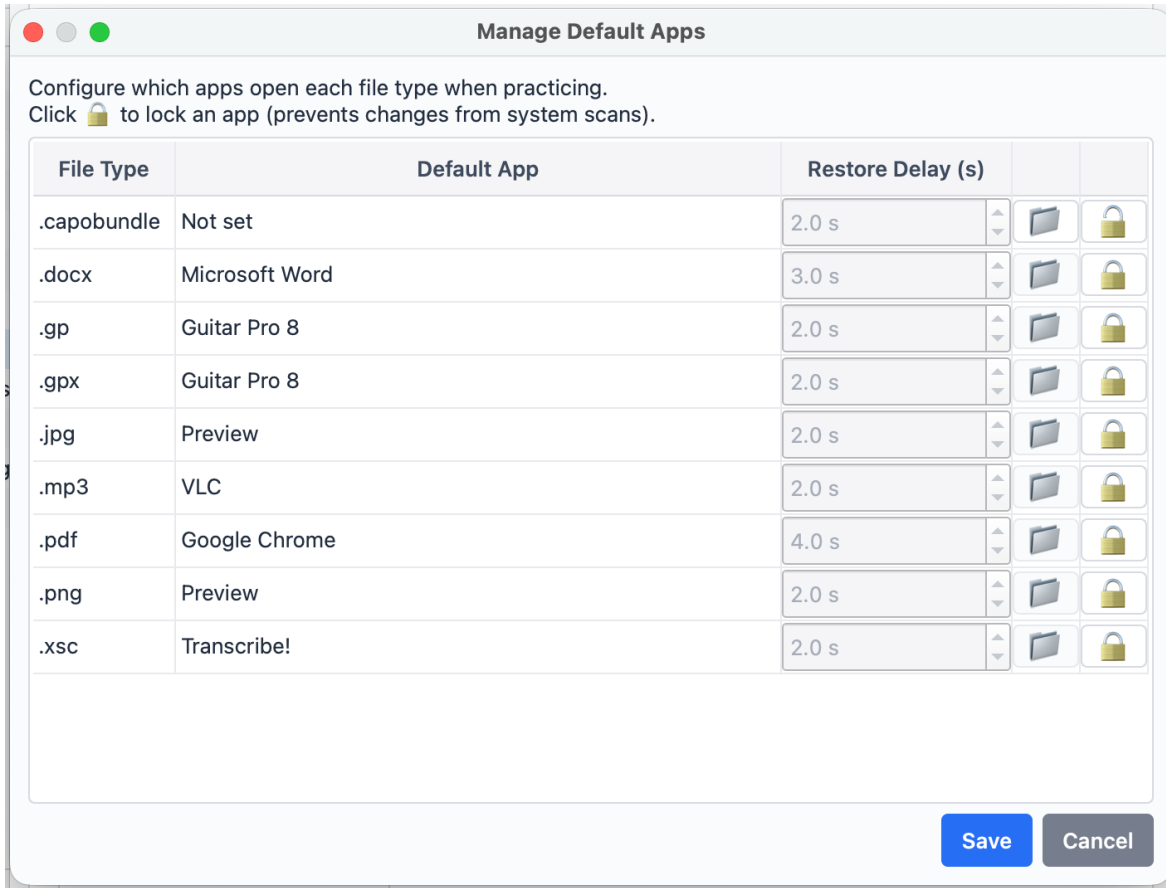 Manage Default Apps
Configure which apps open each file type when practicing.
Click 🔒 to lock an app (prevents changes from system scans).
File Type Default App Restore Delay (s)
.capobundle Not set 2.0 s
.docx Microsoft Word 3.0 s
.gp Guitar Pro 8 2.0 s
.gpx Guitar Pro 8 2.0 s
.jpg Preview 2.0 s
.mp3 VLC 2.0 s
.pdf Google Chrome 4.0 s
.png Preview 2.0 s
.xsc Transcribe! 2.0 s
Save Cancel